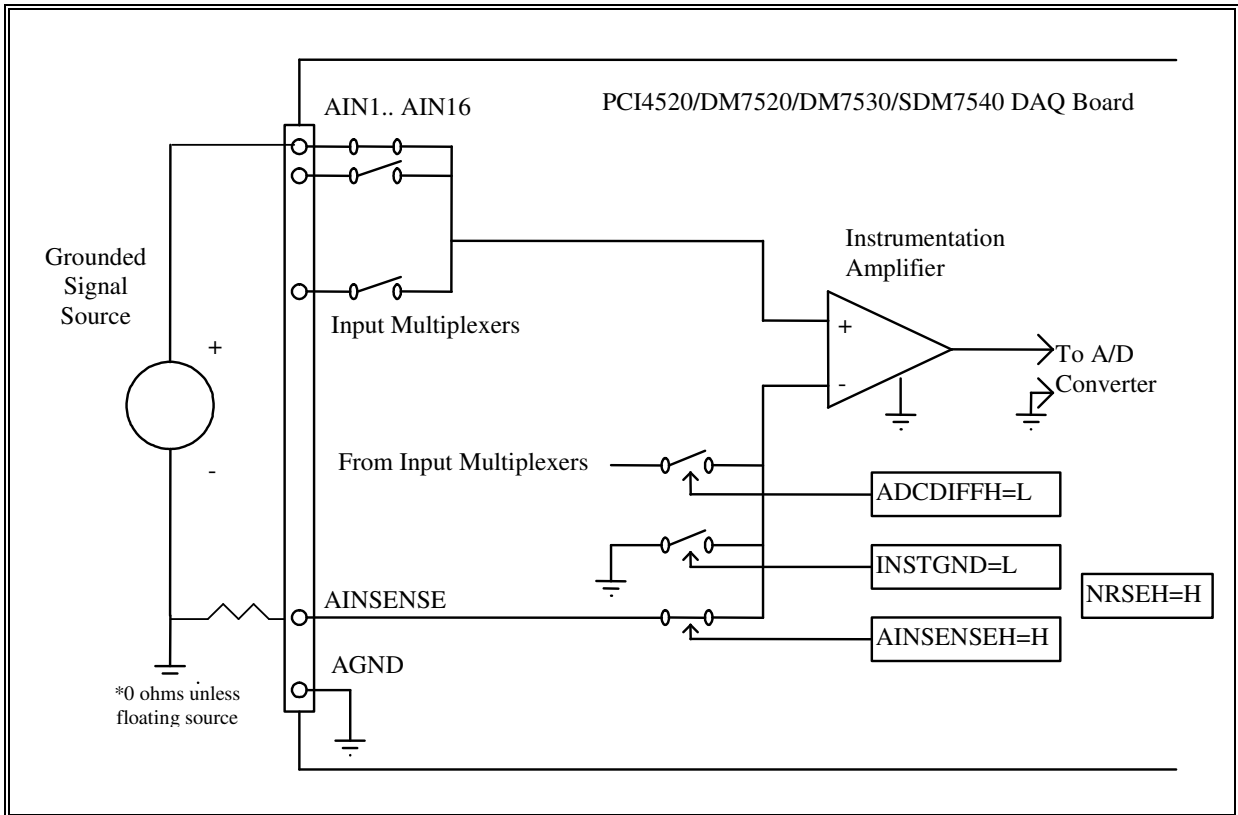 AIN1.. AIN16
PCI4520/DM7520/DM7530/SDM7540 DAQ Board
Grounded
Signal
Source
+
-
Input Multiplexers
Instrumentation
Amplifier
+
-
To A/D
Converter
From Input Multiplexers
ADCDIFFH=L
INSTGND=L
NRSEH=H
AINSENSE
AINSENSEH=H
AGND
*0 ohms unless
floating source